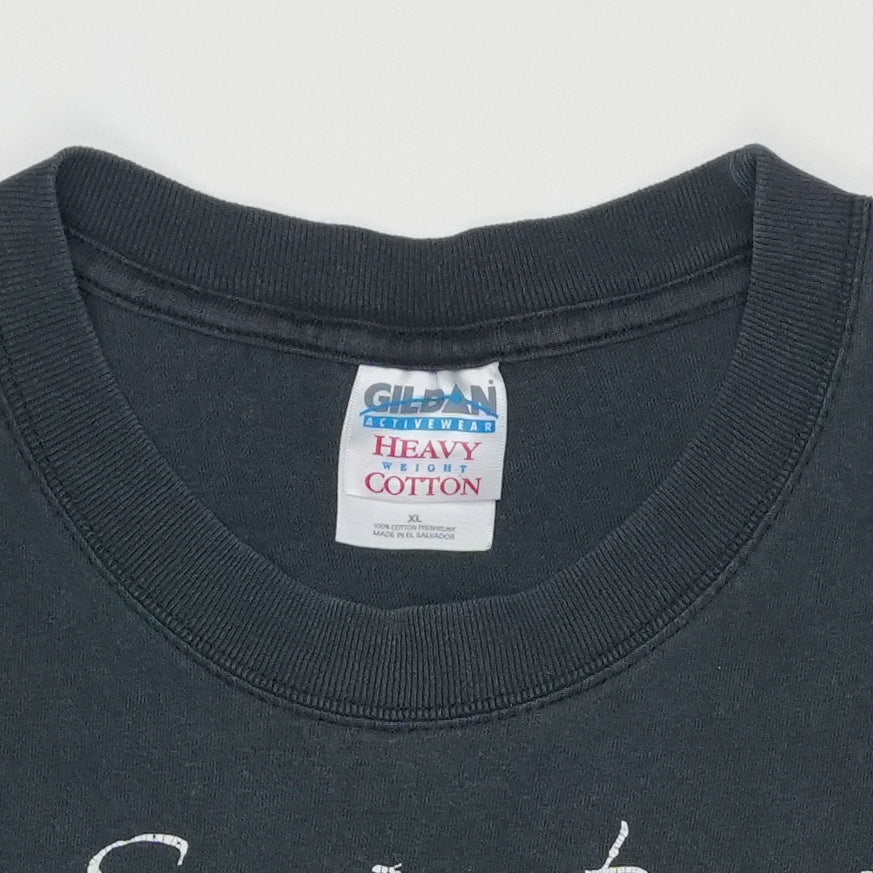 GILDAN
ACTIVEWEAR
HEAVY
WEIGHT
COTTON
XL
100% COTTON PRESHRUNK
MADE IN EL SALVADOR